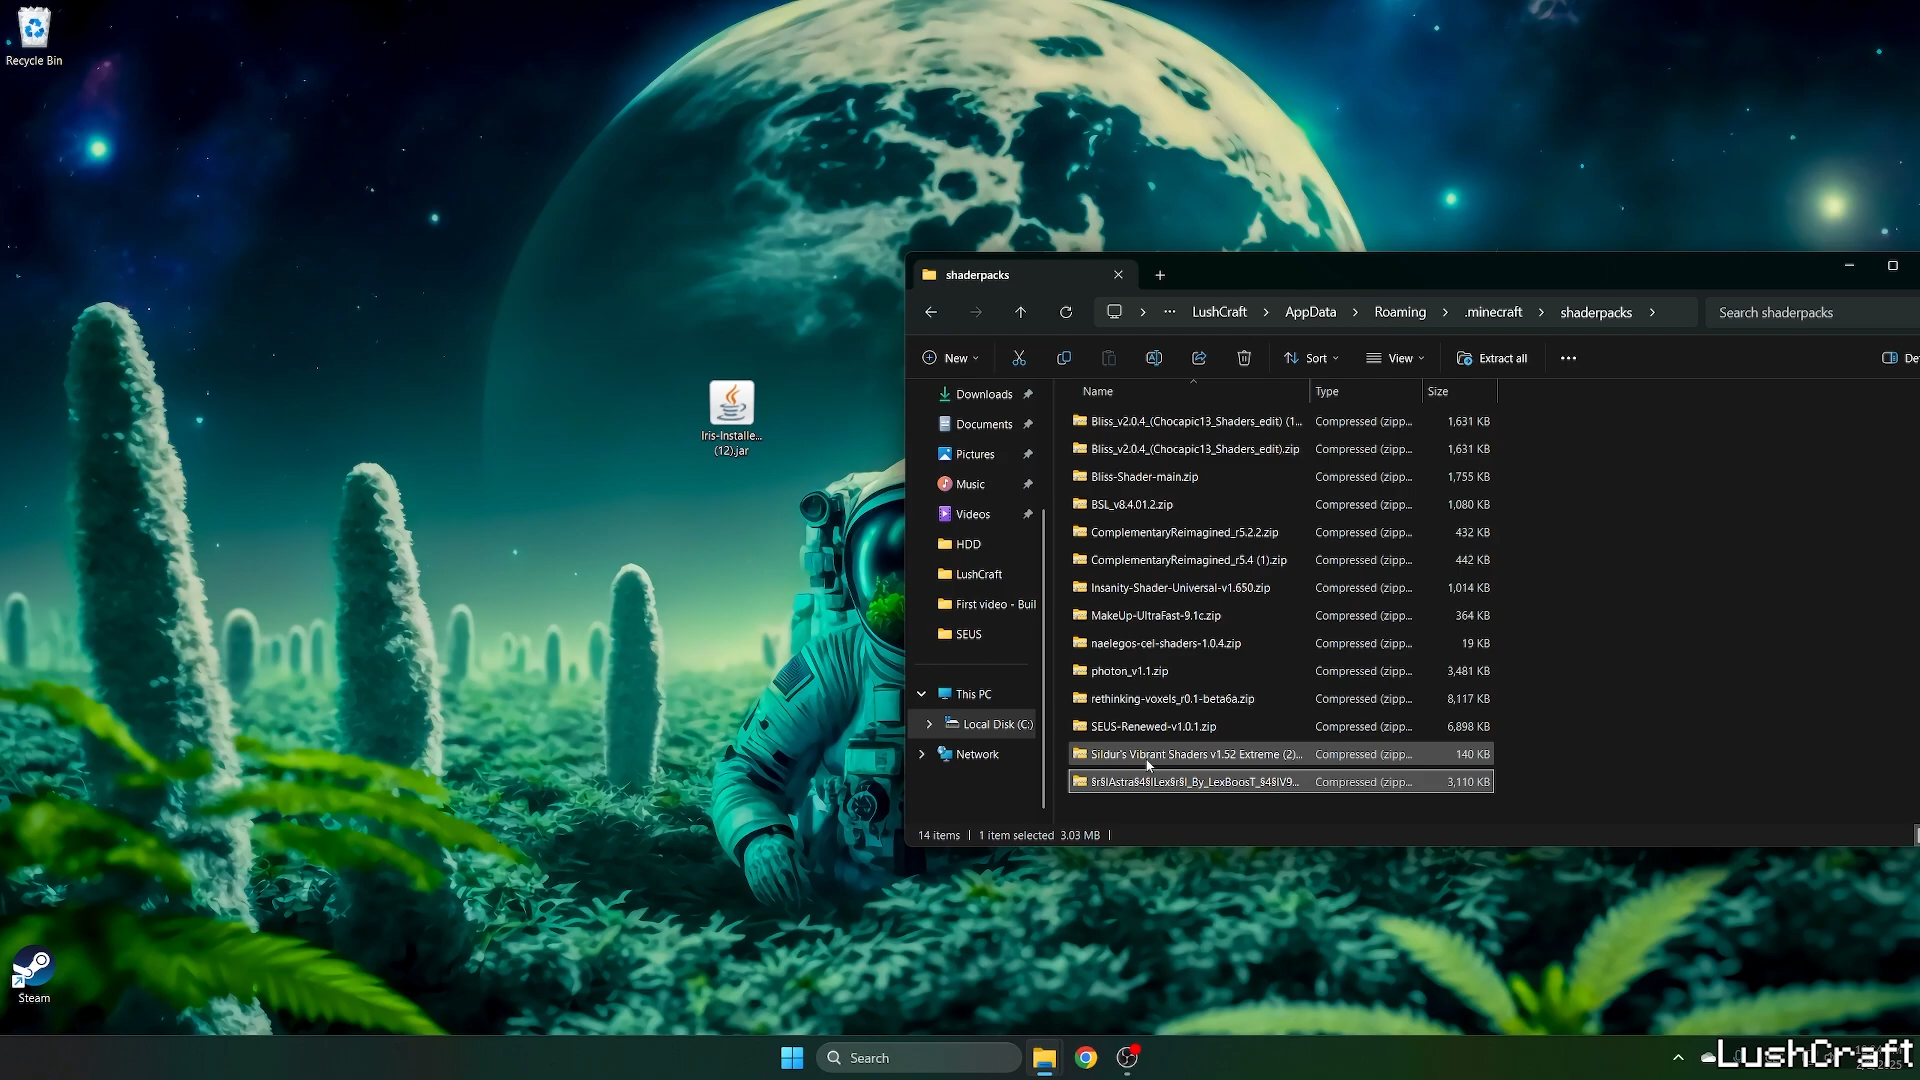 Recycle Bin
Iris-Installe...
(12).jar
Steam
shaderpacks
LushCraft
AppData
Roaming
.minecraft
shaderpacks
Search shaderpacks
New
Sort
View
Extract all
Det
Downloads
Documents
Pictures
Music
Videos
HDD
LushCraft
First video - Buil
SEUS
This PC
Local Disk (C:)
Network
Name Type Size
Bliss_v2.0.4_(Chocapic13_Shaders_edit) (1... Compressed (zipp... 1,631 KB
Bliss_v2.0.4_(Chocapic13_Shaders_edit).zip Compressed (zipp... 1,631 KB
Bliss-Shader-main.zip Compressed (zipp... 1,755 KB
BSL_v8.4.01.2.zip Compressed (zipp... 1,080 KB
ComplementaryReimagined_r5.2.2.zip Compressed (zipp... 432 KB
ComplementaryReimagined_r5.4 (1).zip Compressed (zipp... 442 KB
Insanity-Shader-Universal-v1.650.zip Compressed (zipp... 1,014 KB
MakeUp-UltraFast-9.1c.zip Compressed (zipp... 364 KB
naelegos-cel-shaders-1.0.4.zip Compressed (zipp... 19 KB
photon_v1.1.zip Compressed (zipp... 3,481 KB
rethinking-voxels_r0.1-beta6a.zip Compressed (zipp... 8,117 KB
SEUS-Renewed-v1.0.1.zip Compressed (zipp... 6,898 KB
Sildur's Vibrant Shaders v1.52 Extreme (2)... Compressed (zipp... 140 KB
§r§lAstra§4§lLex§r§l_By_LexBoosT_§4§lV9... Compressed (zipp... 3,110 KB
14 items 1 item selected 3.03 MB
Search
LushCraft